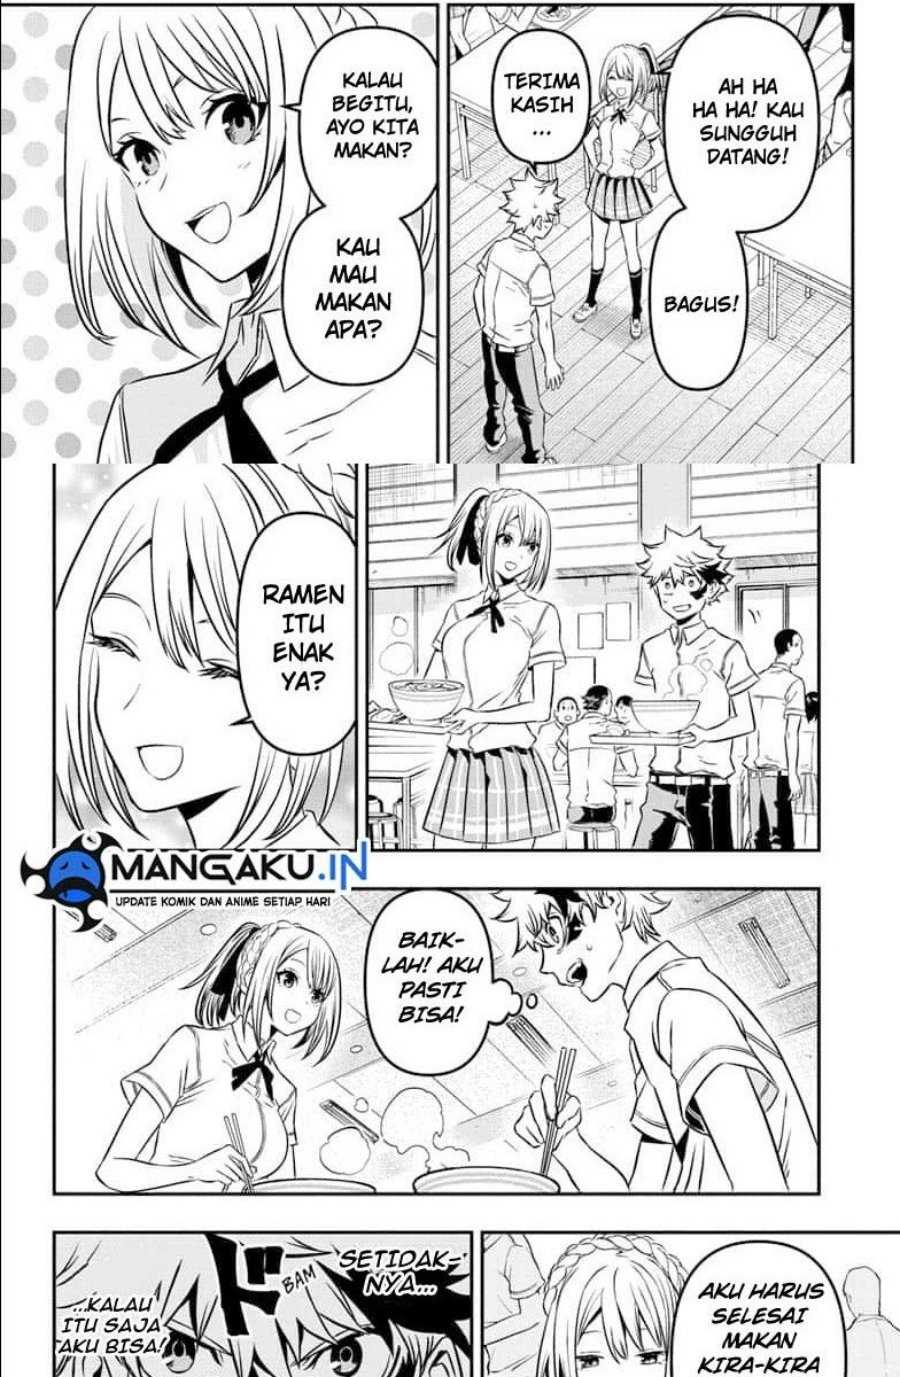 AH HA
HA HA! KAU
SUNGGUH
DATANG!
TERIMA
KASIH
...
BAGUS!
KALAU
BEGITU,
AYO KITA
MAKAN?
KAU
MAU
MAKAN
APA?
RAMEN
ITU
ENAK
YA?
MANGAKU.IN
UPDATE KOMIK DAN ANIME SETIAP HARI
BAIK-
LAH! AKU
PASTI
BISA!
AKU HARUS
SELESAI
MAKAN
KIRA-KIRA
SETIDAK-
NYA....
ド
BAM
...KALAU
ITU SAJA
AKU BISA!